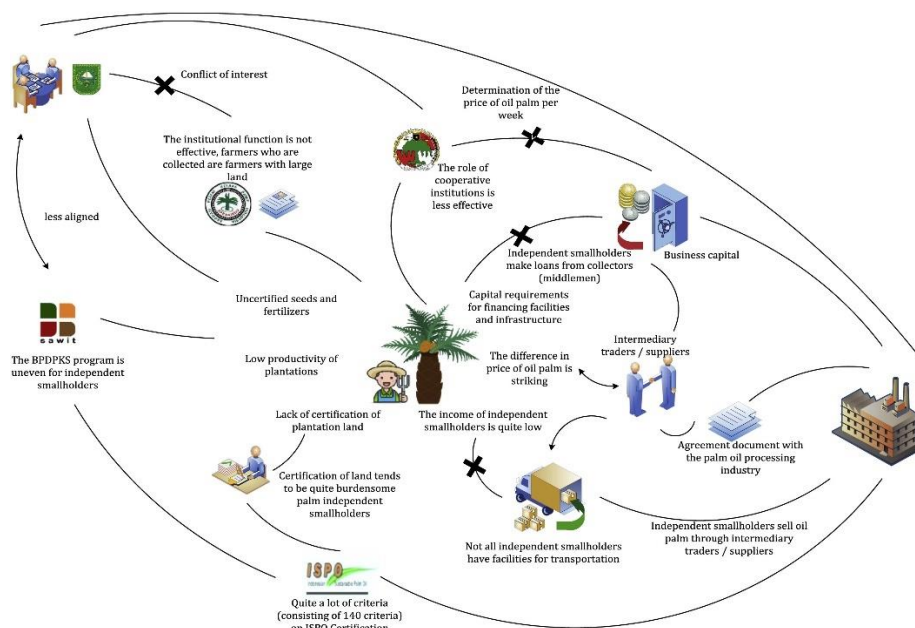 Conflict of interest
Determination of the
price of oil palm per
week
The institutional function is not
effective, farmers who are
collected are farmers with large
land
The role of
cooperative
institutions is
less effective
less aligned
Independent smallholders
make loans from collectors
(middlemen)
Business capital
Uncertified seeds and
fertilizers
Capital requirements
for financing facilities
and infrastructure
sawit
The BPDPKS program is
uneven for independent
smallholders
Low productivity of
plantations
The difference in
price of oil palm is
striking
Intermediary
traders / suppliers
Lack of certification of
plantation land
The income of independent
smallholders is quite low
Agreement document with
the palm oil processing
industry
Certification of land tends
to be quite burdensome
palm independent
smallholders
Not all independent smallholders
have facilities for transportation
Independent smallholders sell oil
palm through intermediary
traders / suppliers
ISPO
Quite a lot of criteria
(consisting of 140 criteria)
on ISPO Certification